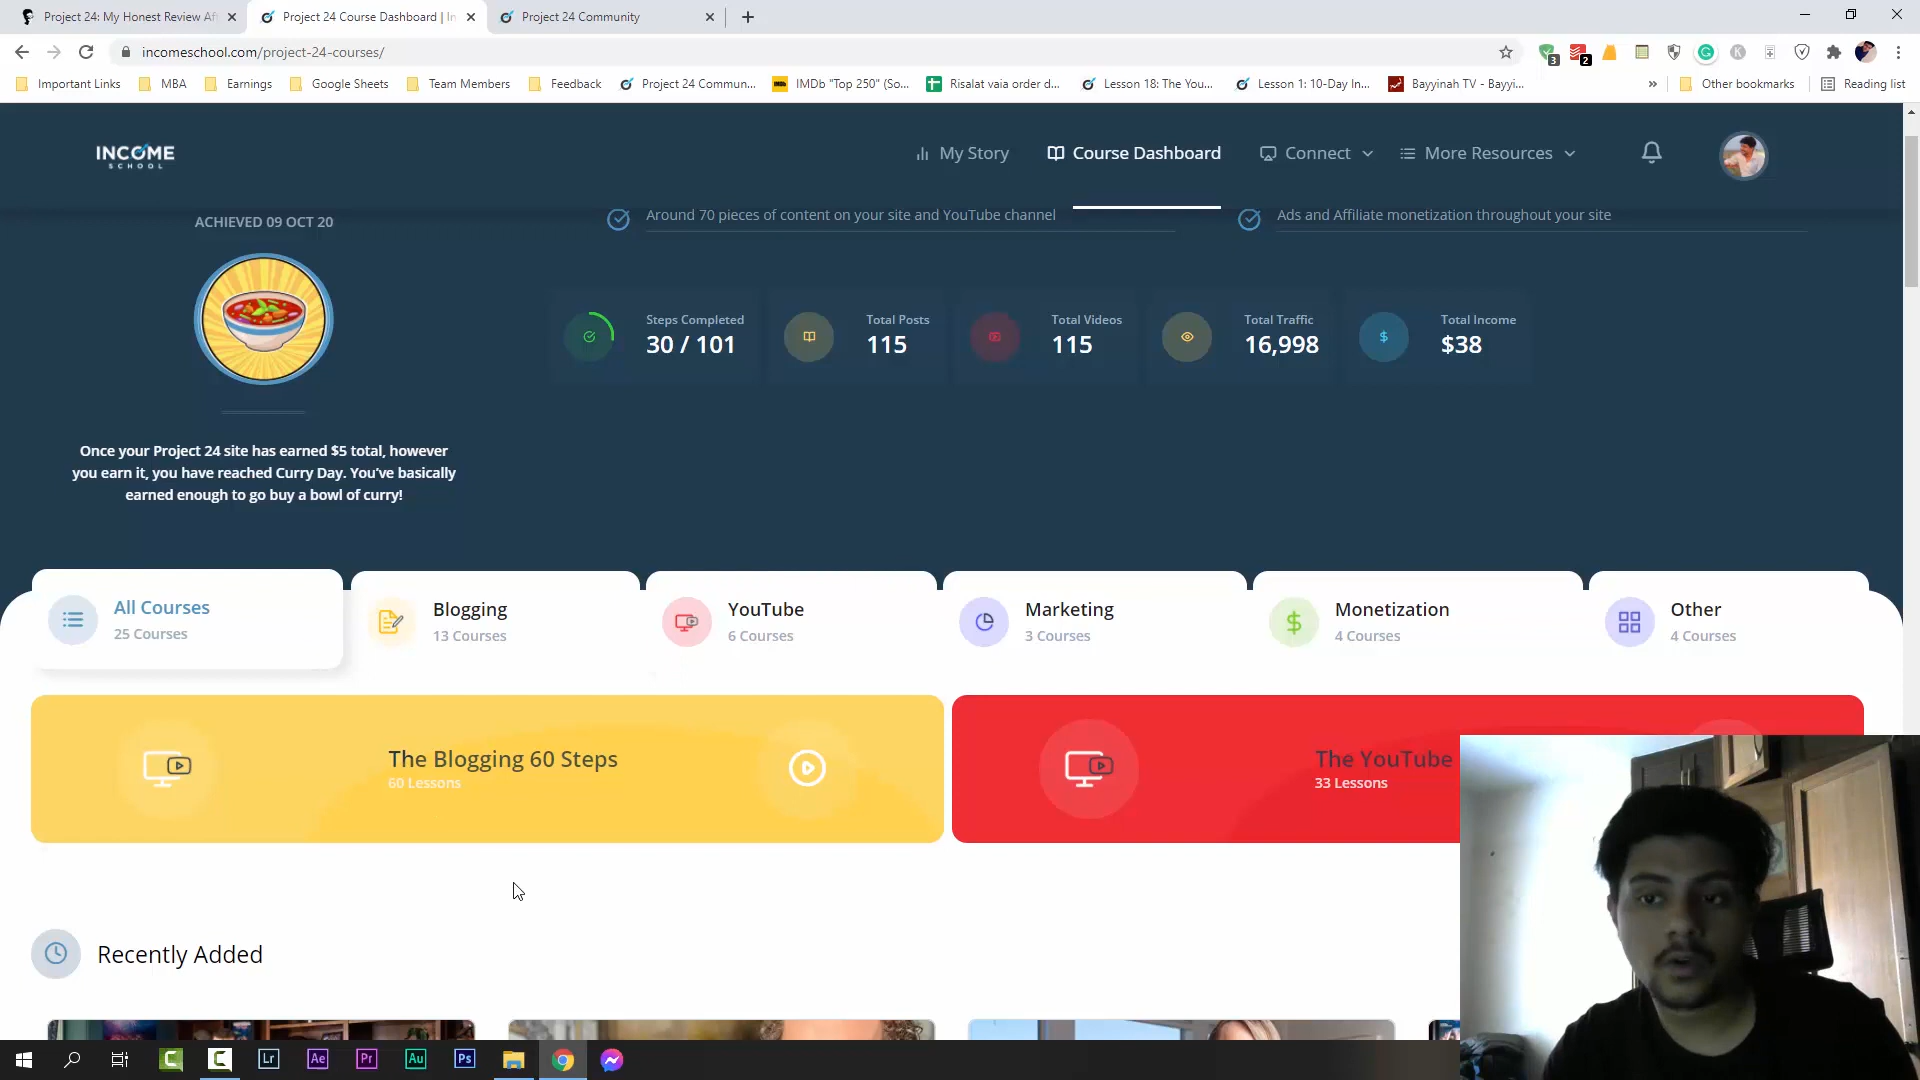 Project 24: My Honest Review Af
Project 24 Course Dashboard | In
Project 24 Community
incomeschool.com/project-24-courses/
3
2
Important Links
MBA
Earnings
Google Sheets
Team Members
Feedback
Project 24 Commun...
IMDb "Top 250" (So...
Risalat vaia order d...
Lesson 18: The You...
Lesson 1: 10-Day In...
Bayyinah TV - Bayyi...
Other bookmarks
Reading list
INCOME
SCHOOL
My Story
Course Dashboard
Connect
More Resources
ACHIEVED 09 OCT 20
Around 70 pieces of content on your site and YouTube channel
Ads and Affiliate monetization throughout your site
Steps Completed
30 / 101
Total Posts
115
Total Videos
115
Total Traffic
16,998
Total Income
$38
Once your Project 24 site has earned $5 total, however
you earn it, you have reached Curry Day. You've basically
earned enough to go buy a bowl of curry!
All Courses
25 Courses
Blogging
13 Courses
YouTube
6 Courses
Marketing
3 Courses
Monetization
4 Courses
Other
4 Courses
The Blogging 60 Steps
60 Lessons
The YouTube
33 Lessons
Recently Added
Lr
Ae
Pr
Au
Ps